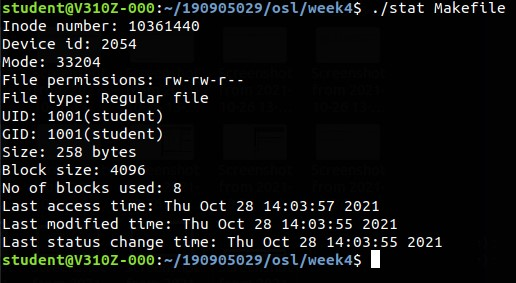 student@V310Z-000:~/190905029/osl/week4$ ./stat Makefile
Inode number: 10361440
Device id: 2054
Mode: 33204
File permissions: rw-rw-r--
File type: Regular file
UID: 1001(student)
GID: 1001(student)
Size: 258 bytes
Block size: 4096
No of blocks used: 8
Last access time: Thu Oct 28 14:03:57 2021
Last modified time: Thu Oct 28 14:03:55 2021
Last status change time: Thu Oct 28 14:03:55 2021
student@V310Z-000:~/190905029/osl/week4$